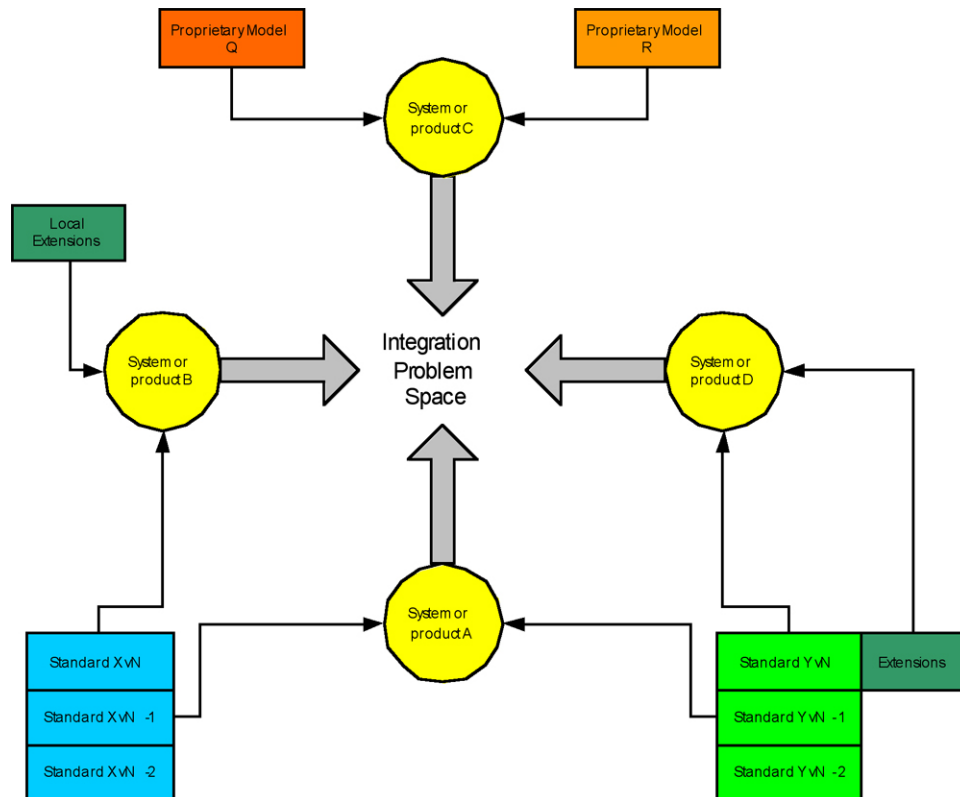 Proprietary Model
Q
Proprietary Model
R
System or
product C
Local
Extensions
System or
product B
Integration
Problem
Space
System or
product D
System or
product A
Standard XvN
Standard XvN -1
Standard XvN -2
Standard YvN
Extensions
Standard YvN -1
Standard YvN -2